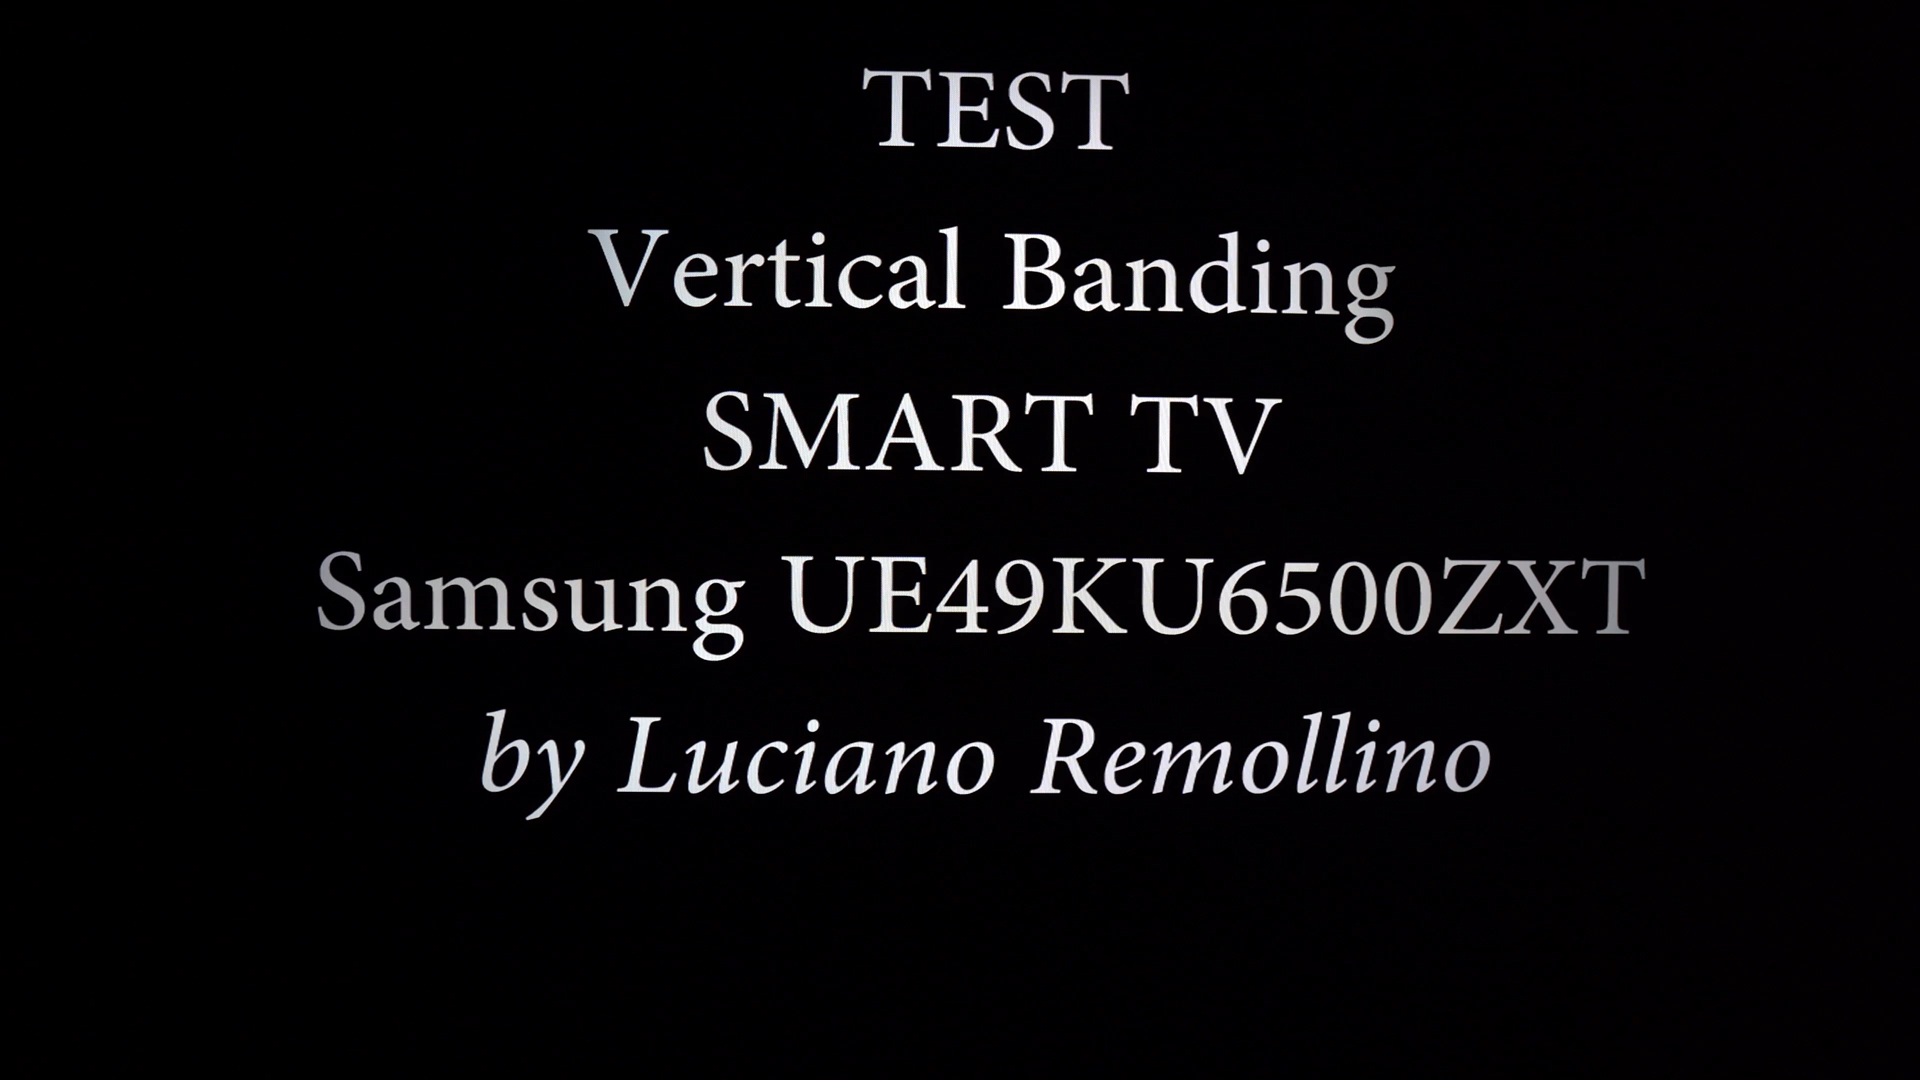 TEST
Vertical Banding
SMART TV
Samsung UE49KU6500ZXT
by Luciano Remollino